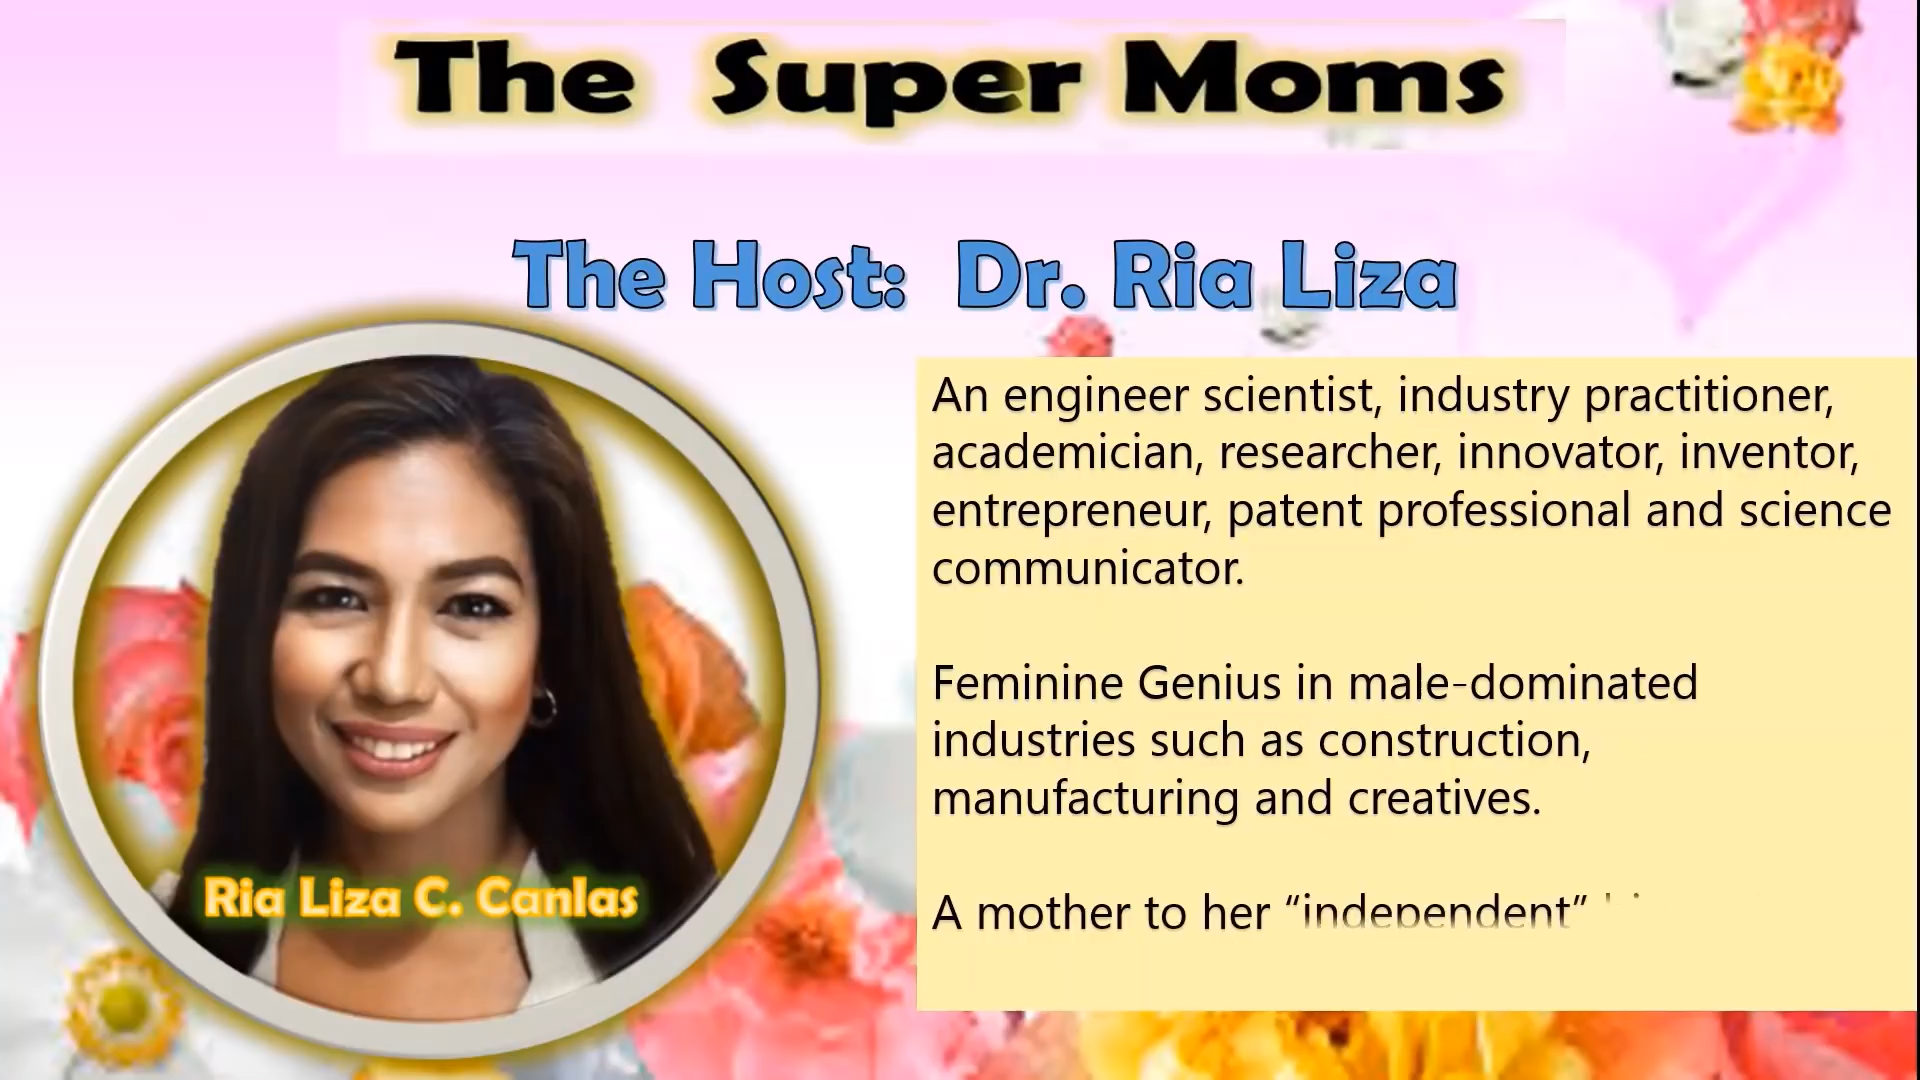 The Super Moms
The Host: Dr. Ria Liza
An engineer scientist, industry practitioner,
academician, researcher, innovator, inventor,
entrepreneur, patent professional and science
communicator.
Feminine Genius in male-dominated
industries such as construction,
manufacturing and creatives.
A mother to her “independent”
Ria Liza C. Canlas